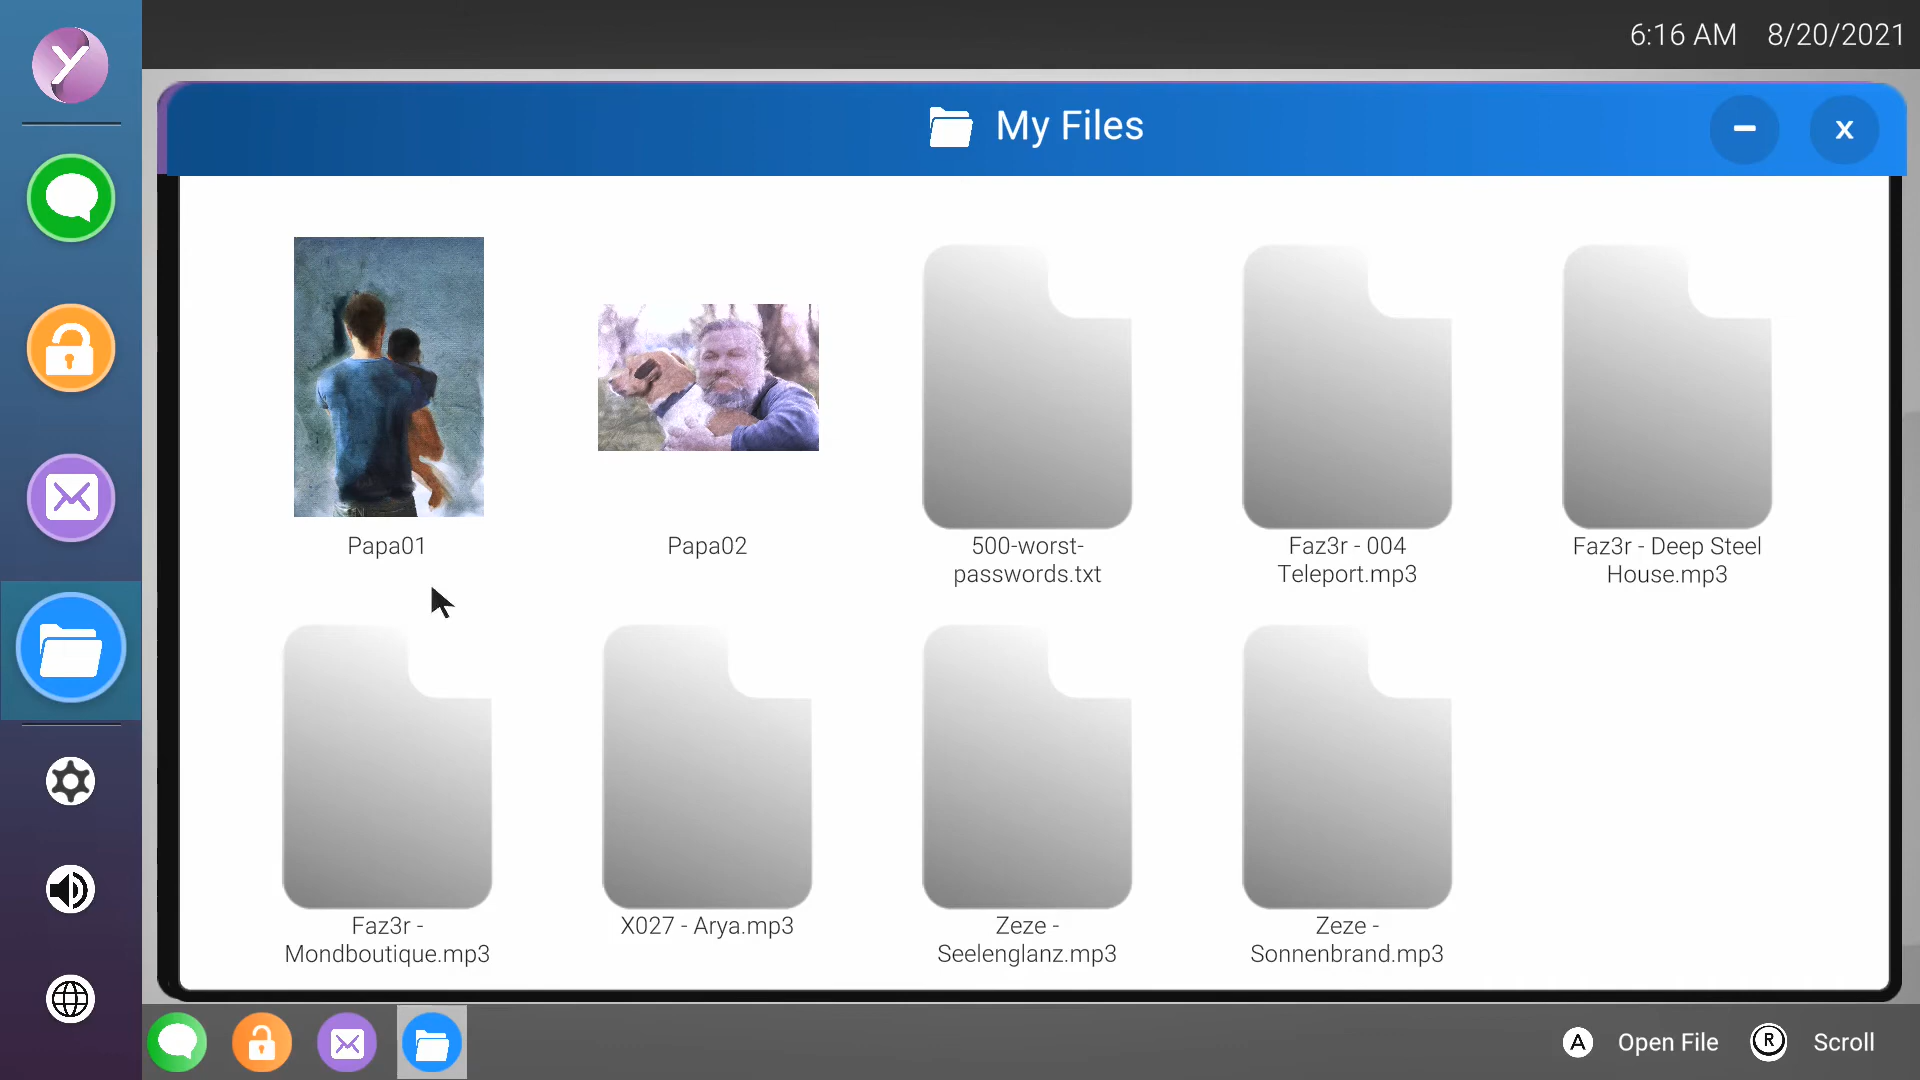 Y
6:16 AM 8/20/2021
My Files
x
Papa01
Papa02
500-worst-
passwords.txt
Faz3r - 004
Teleport.mp3
Faz3r - Deep Steel
House.mp3
Faz3r -
Mondboutique.mp3
X027 - Arya.mp3
Zeze -
Seelenglanz.mp3
Zeze -
Sonnenbrand.mp3
A Open File R Scroll